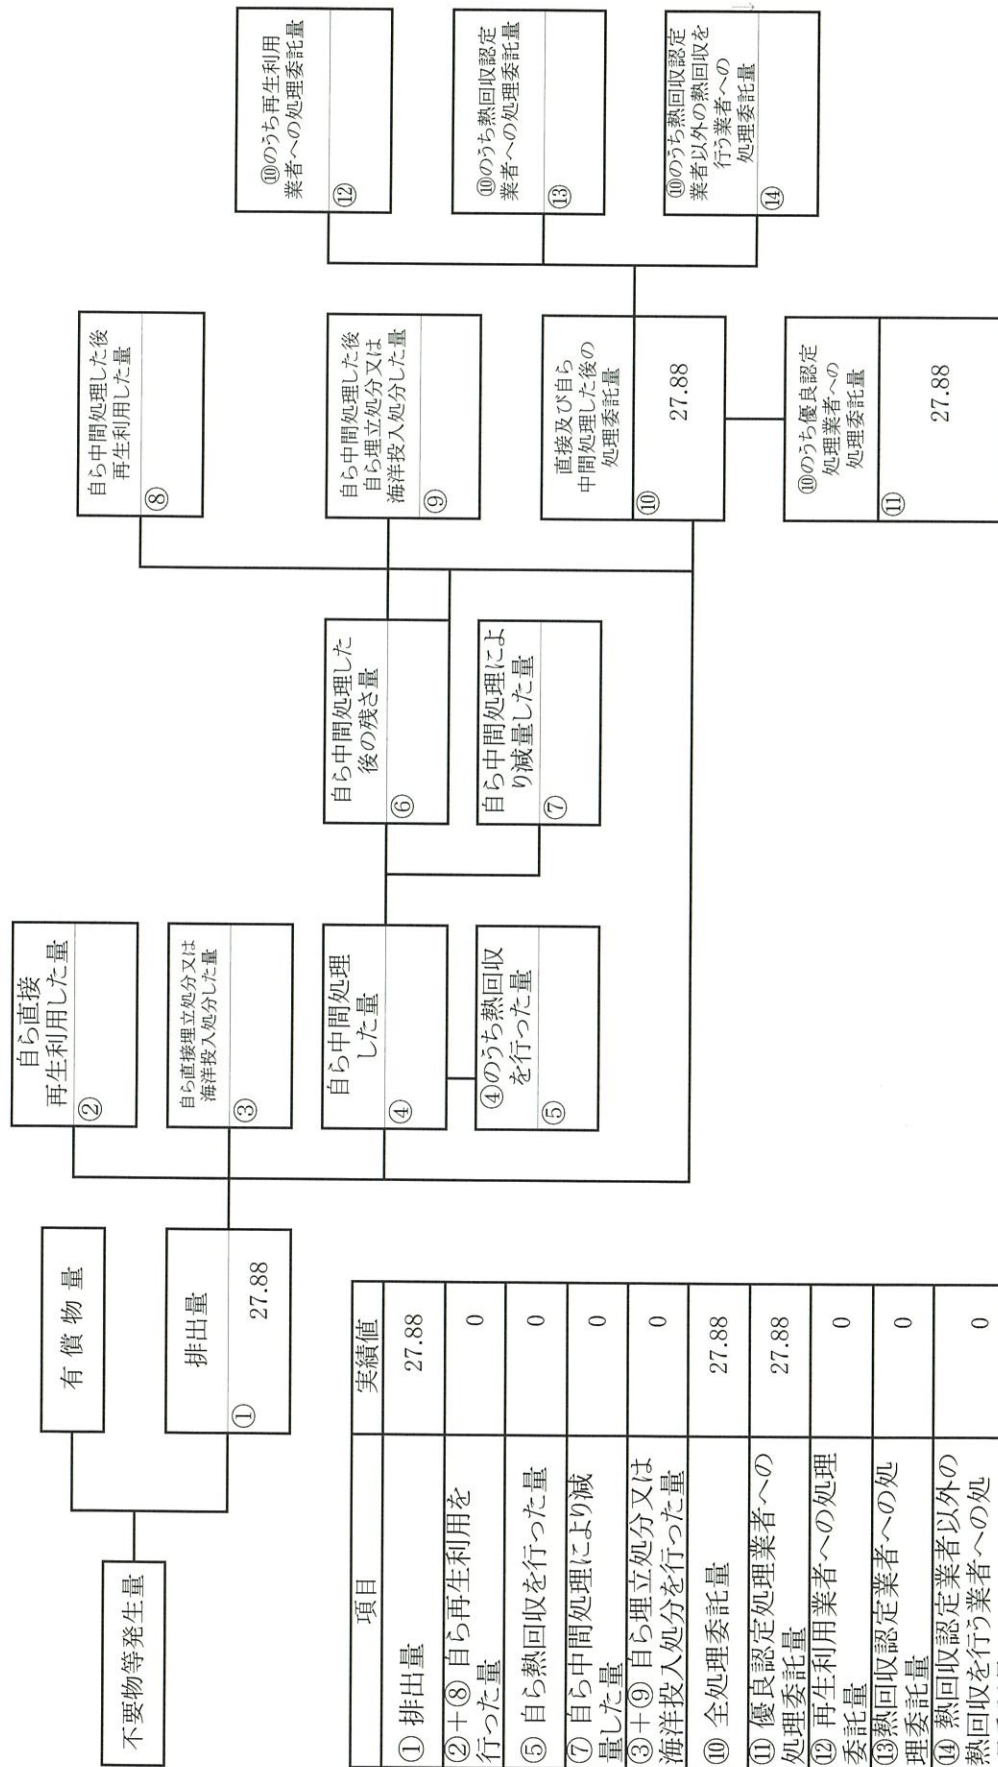 不要物等発生量
有償物量
排出量
①
27.88
自ら直接
再生利用した量
②
自ら直接埋立処分又は
海洋投入処分した量
③
自ら中間処理
した量
④
④のうち熱回収
を行った量
⑤
自ら中間処理した
後の残さ量
⑥
自ら中間処理によ
り減量した量
⑦
自ら中間処理した後
再生利用した量
⑧
自ら中間処理した後
自ら埋立処分又は
海洋投入処分した量
⑨
直接及び自ら
中間処理した後の
処理委託量
⑩
27.88
⑩のうち優良認定
処理業者への
処理委託量
⑪
27.88
⑩のうち再生利用
業者への処理委託量
⑫
⑩のうち熱回収認定
業者への処理委託量
⑬
⑩のうち熱回収認定
業者以外の熱回収を
行う業者への
処理委託量
⑭
項目 実績値
①排出量 27.88
②+⑧自ら再生利用を
行った量 0
⑤自ら熱回収を行った量 0
⑦自ら中間処理により減
量した量 0
③+⑨自ら埋立処分又は
海洋投入処分を行った量 0
⑩全処理委託量 27.88
⑪優良認定処理業者への
処理委託量 27.88
⑫再生利用業者への処理
委託量 0
⑬熱回収認定業者への処
理委託量 0
⑭熱回収認定業者以外の
熱回収を行う業者への処 0